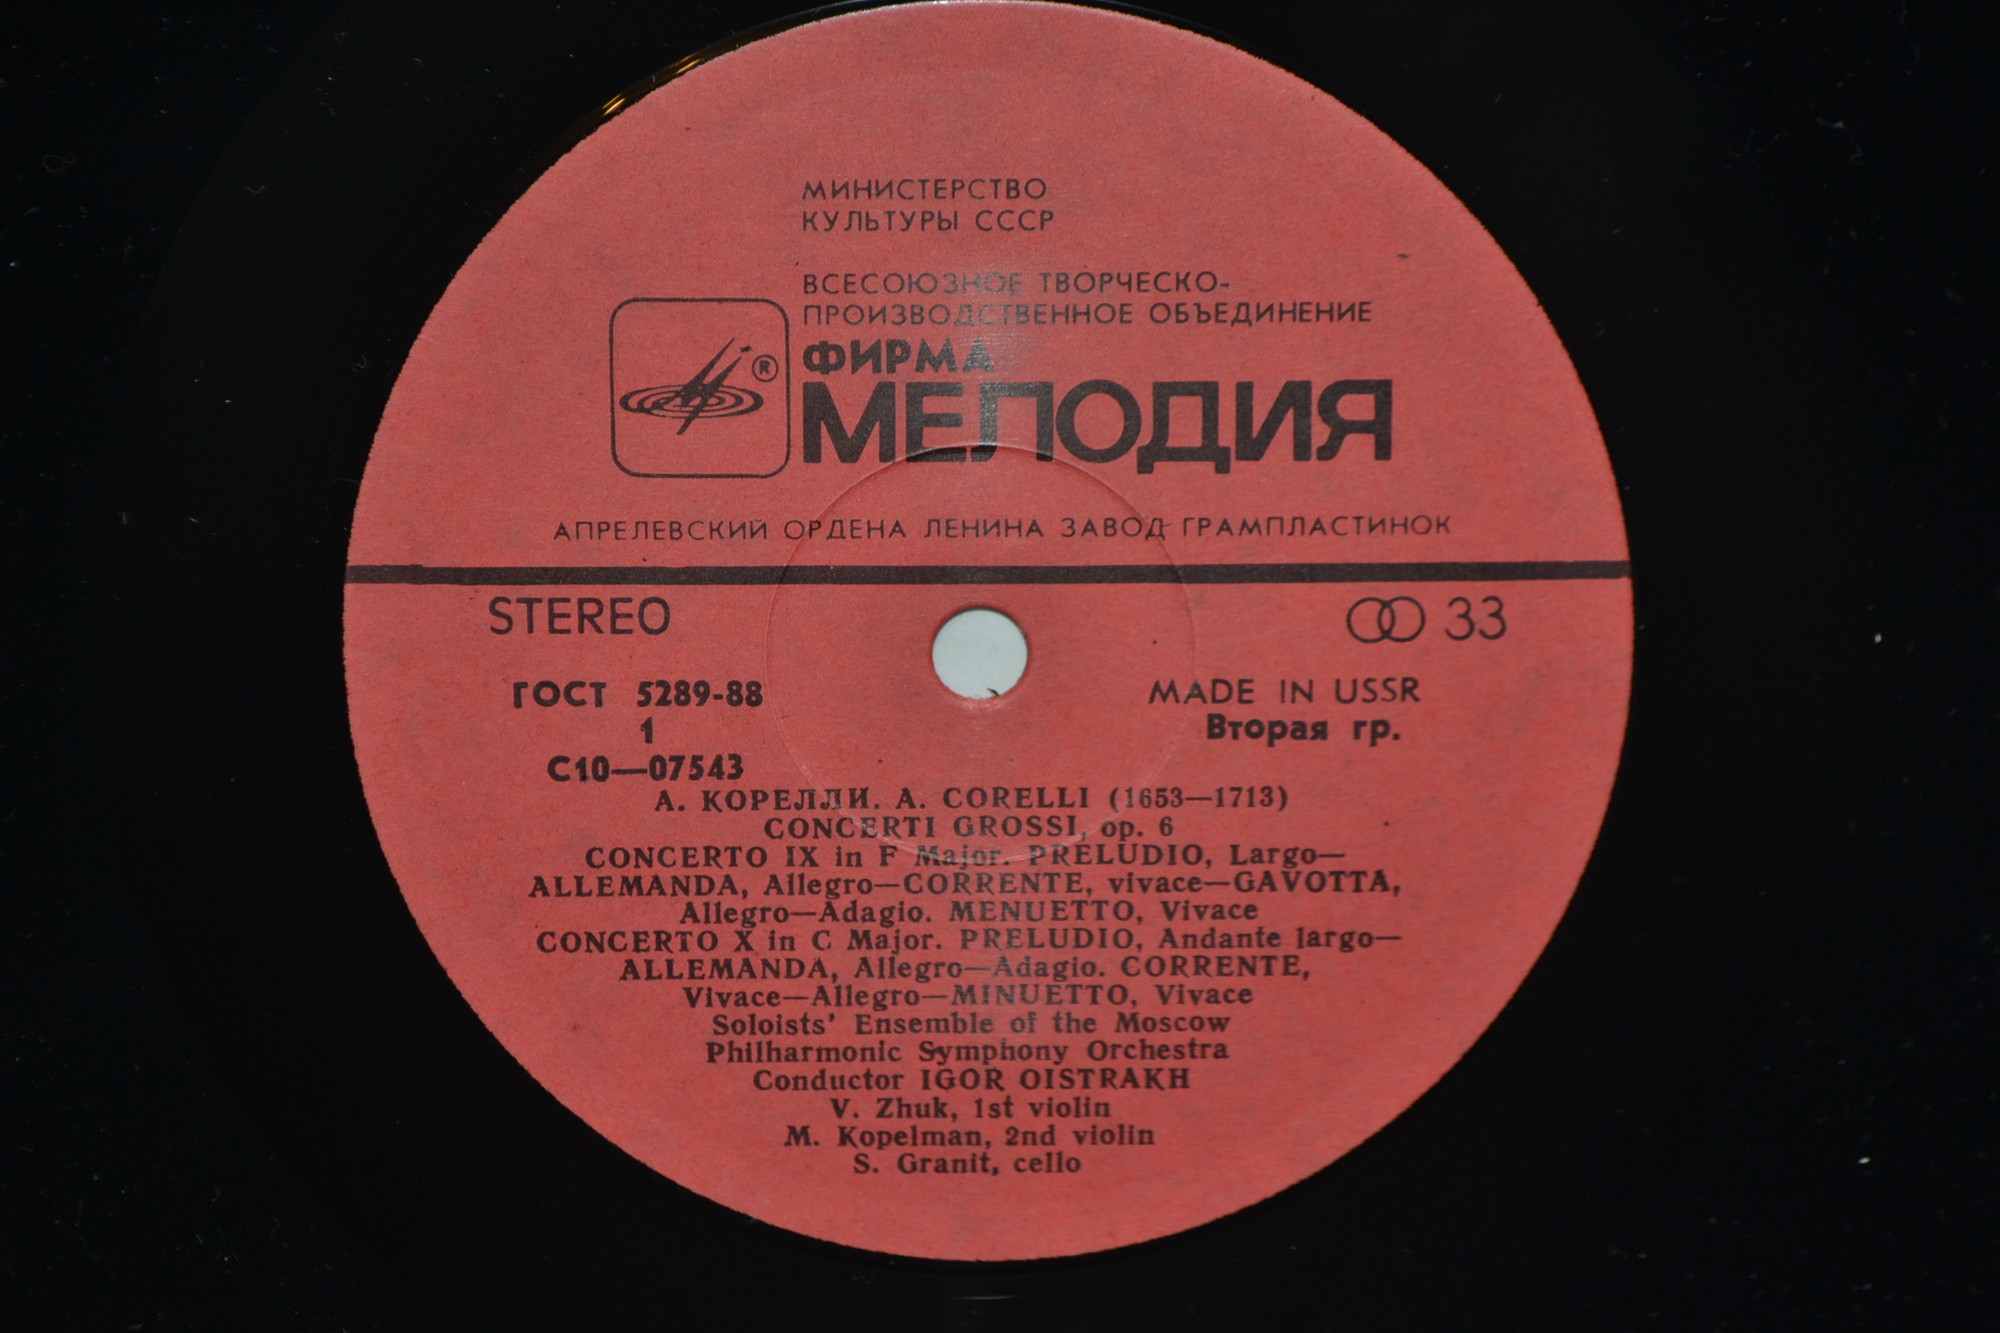 МИНИСТЕРСТВО
КУЛЬТУРЫ СССР
ВСЕСОЮЗНОЕ ТВОРЧЕСКО-
ПРОИЗВОДСТВЕННОЕ ОБЪЕДИНЕНИЕ
ФИРМА
®
МЕЛОДИЯ
АПРЕЛЕВСКИЙ ОРДЕНА ЛЕНИНА ЗАВОД ГРАМПЛАСТИНОК
STEREO
33
ГОСТ 5289-88
MADE IN USSR
1
Вторая гр.
С10—07543
А. КОРЕЛЛИ. A. CORELLI (1653—1713)
CONCERTI GROSSI, op. 6
CONCERTO IX in F Major. PRELUDIO, Largo—
ALLEMANDA, Allegro—CORRENTE, vivace—GAVOTTA,
Allegro—Adagio. MENUETTO, Vivace
CONCERTO X in C Major. PRELUDIO, Andante largo—
ALLEMANDA, Allegro—Adagio. CORRENTE,
Vivace—Allegro—MINUETTO, Vivace
Soloists' Ensemble of the Moscow
Philharmonic Symphony Orchestra
Conductor IGOR OISTRAKH
V. Zhuk, 1st violin
M. Kopelman, 2nd violin
S. Granit, cello